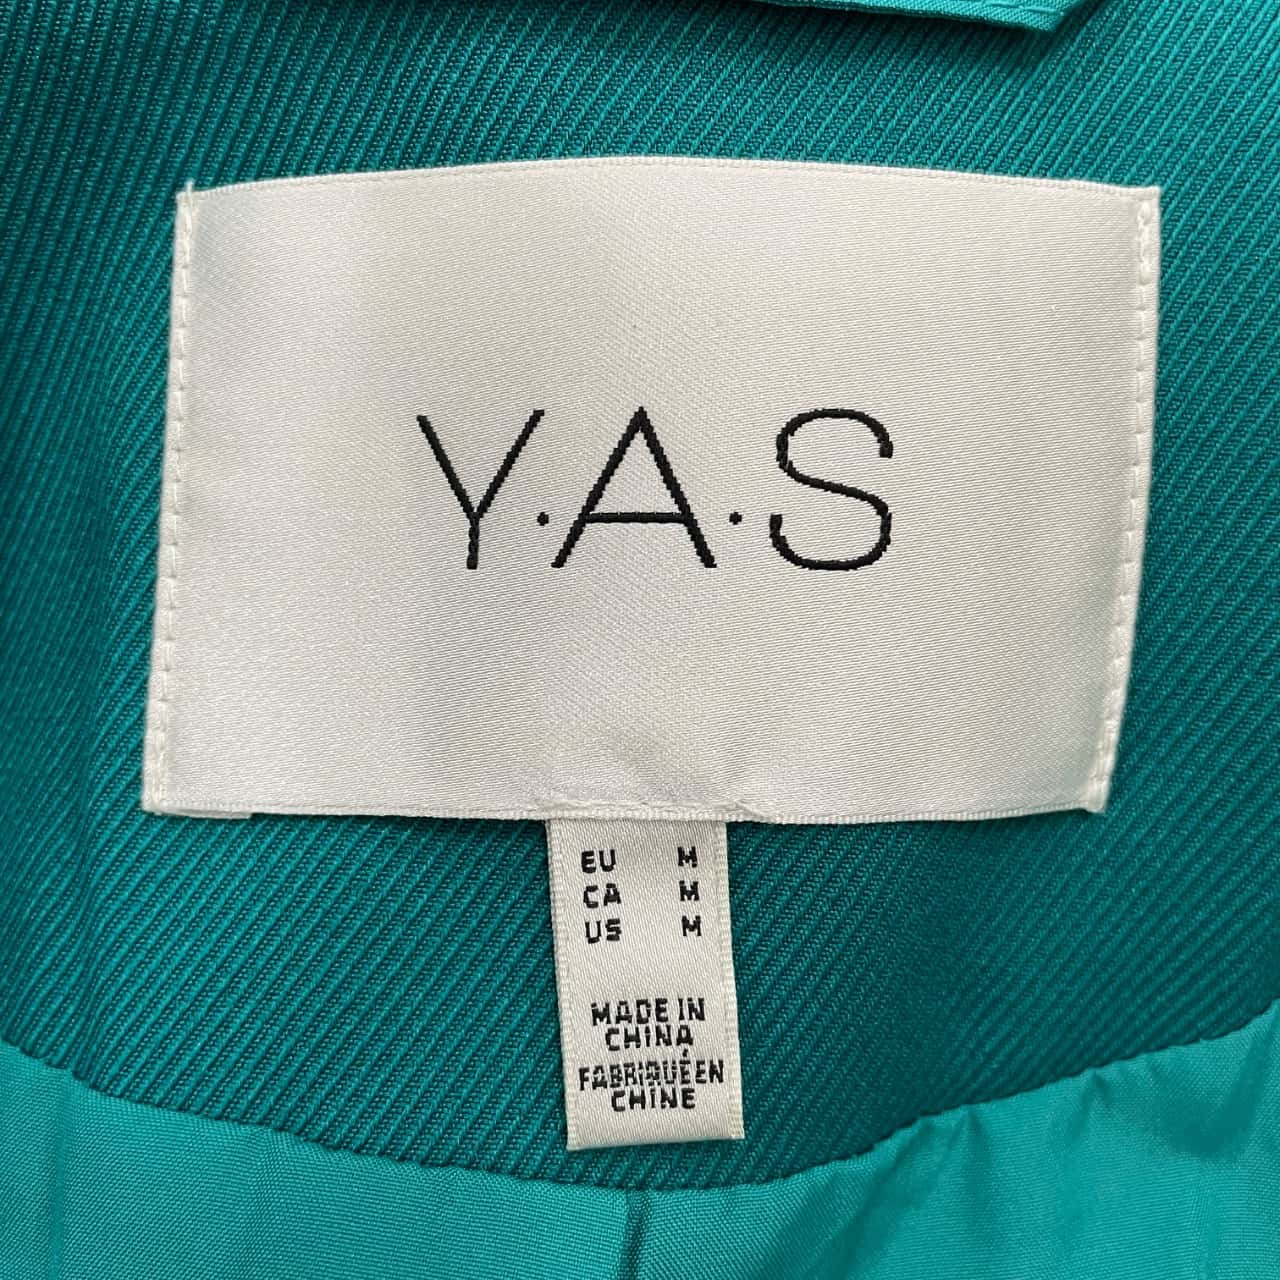 Y.A.S
EU M
CA M
US M
MADE IN
CHINA
FABRIQUÉ EN
CHINE